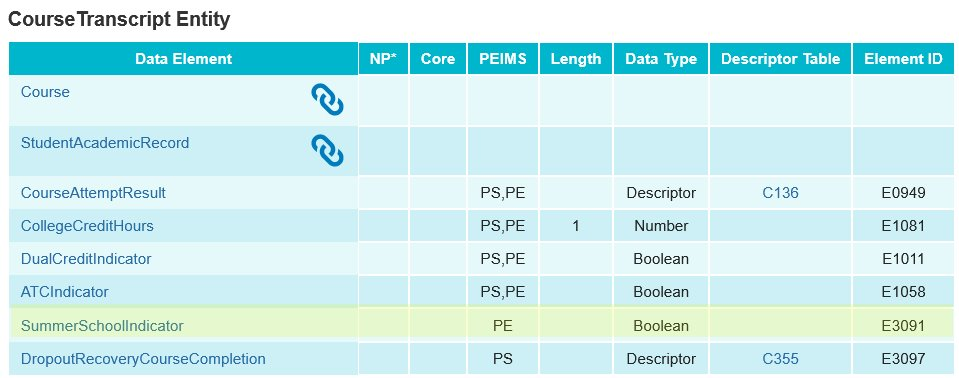 CourseTranscript Entity
Data Element NP* Core PEIMS Length Data Type Descriptor Table Element ID
Course
StudentAcademicRecord
CourseAttemptResult PS,PE Descriptor C136 E0949
CollegeCreditHours PS,PE 1 Number E1081
DualCreditIndicator PS,PE Boolean E1011
ATCIndicator PS,PE Boolean E1058
SummerSchoolIndicator PE Boolean E3091
DropoutRecoveryCourseCompletion PS Descriptor C355 E3097